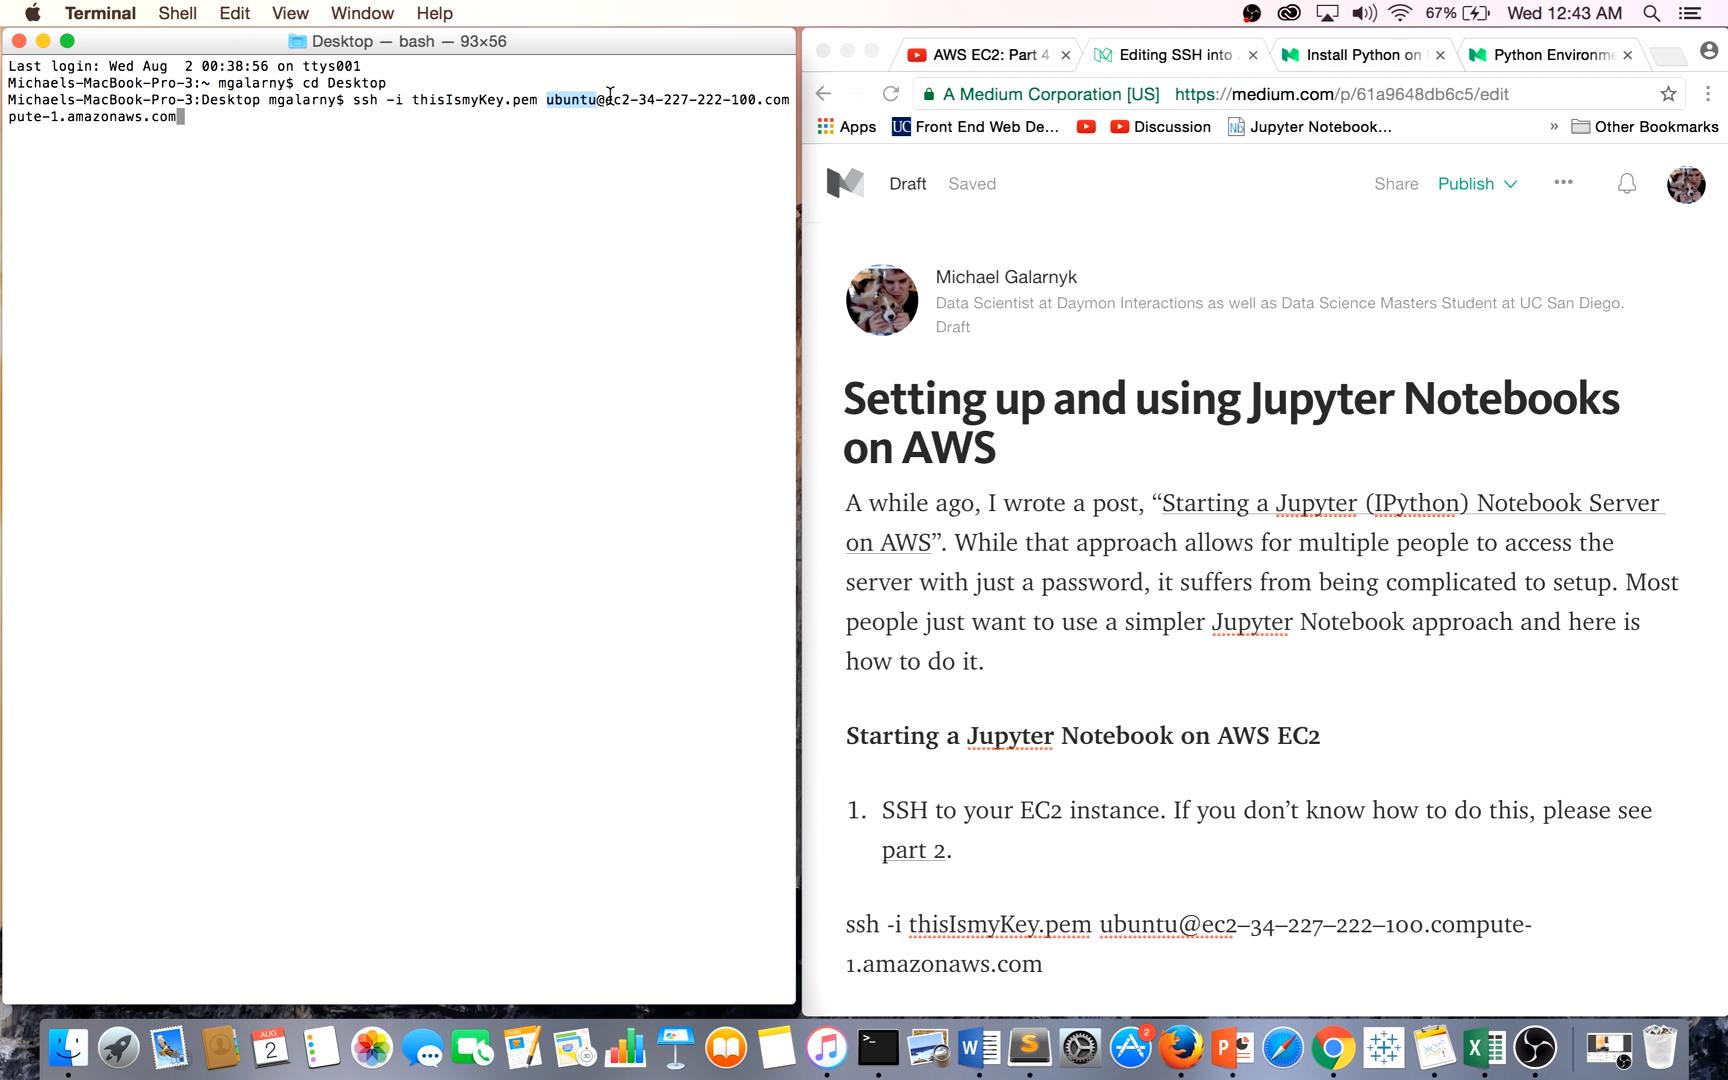 Terminal Shell Edit View Window Help 67% Wed 12:43 AM
Desktop — bash — 93×56
Last login: Wed Aug  2 00:38:56 on ttys001
Michaels-MacBook-Pro-3:~ mgalarny$ cd Desktop
Michaels-MacBook-Pro-3:Desktop mgalarny$ ssh -i thisIsmyKey.pem ubuntu@ec2-34-227-222-100.com
pute-1.amazonaws.com
AWS EC2: Part 4 Editing SSH into Install Python on Python Environme
A Medium Corporation [US] https://medium.com/p/61a9648db6c5/edit
Apps UC Front End Web De... Discussion Nb Jupyter Notebook... » Other Bookmarks
Draft Saved Share Publish
Michael Galarnyk
Data Scientist at Daymon Interactions as well as Data Science Masters Student at UC San Diego.
Draft
Setting up and using Jupyter Notebooks
on AWS
A while ago, I wrote a post, “Starting a Jupyter (IPython) Notebook Server
on AWS”. While that approach allows for multiple people to access the
server with just a password, it suffers from being complicated to setup. Most
people just want to use a simpler Jupyter Notebook approach and here is
how to do it.
Starting a Jupyter Notebook on AWS EC2
1. SSH to your EC2 instance. If you don’t know how to do this, please see
part 2.
ssh -i thisIsmyKey.pem ubuntu@ec2–34–227–222–100.compute-
1.amazonaws.com
AUG
2
2